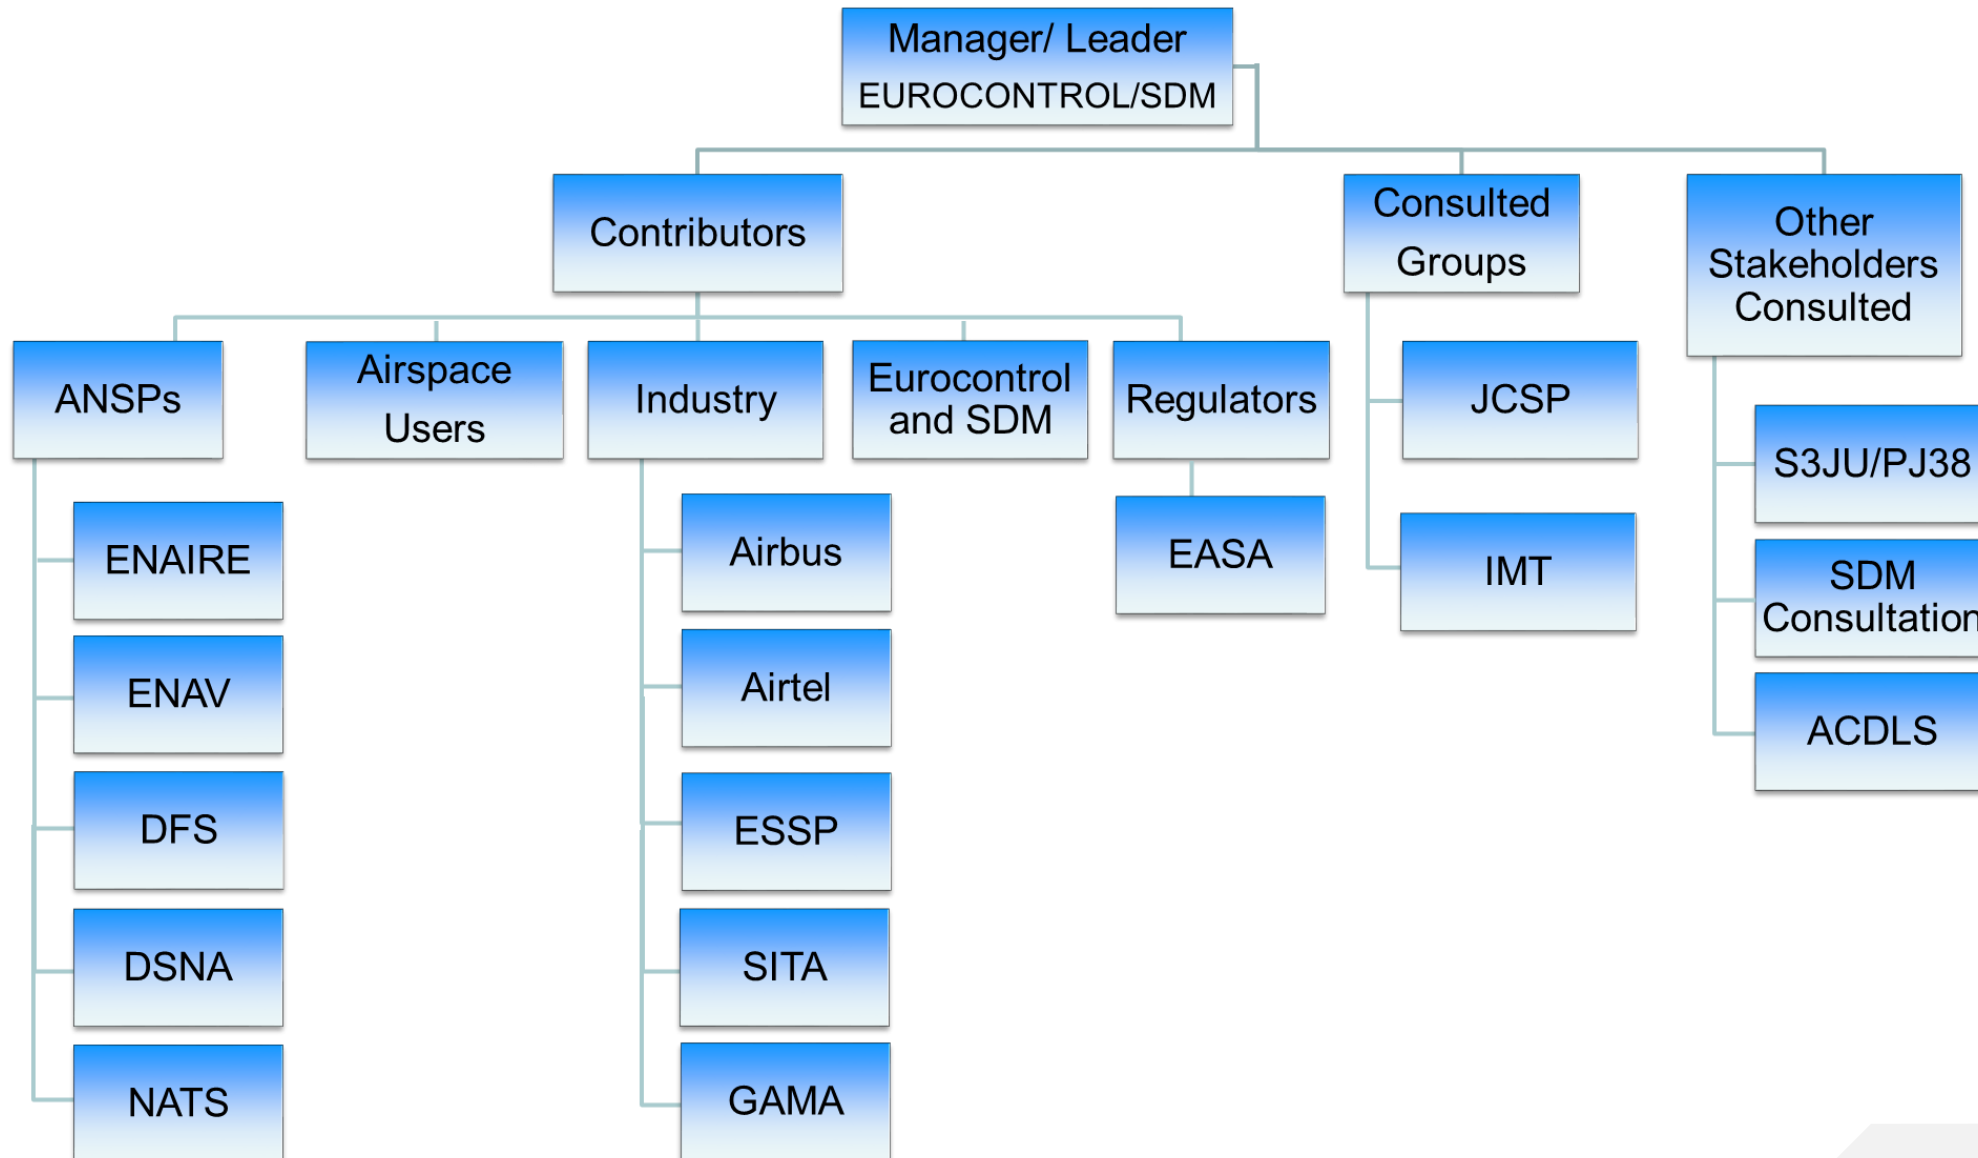 Manager/ Leader
EUROCONTROL/SDM
Contributors
Consulted
Groups
Other
Stakeholders
Consulted
ANSPs
Airspace
Users
Industry
Eurocontrol
and SDM
Regulators
JCSP
S3JU/PJ38
ENAIRE
Airbus
EASA
IMT
SDM
Consultation
ENAV
Airtel
ACDLS
DFS
ESSP
DSNA
SITA
NATS
GAMA